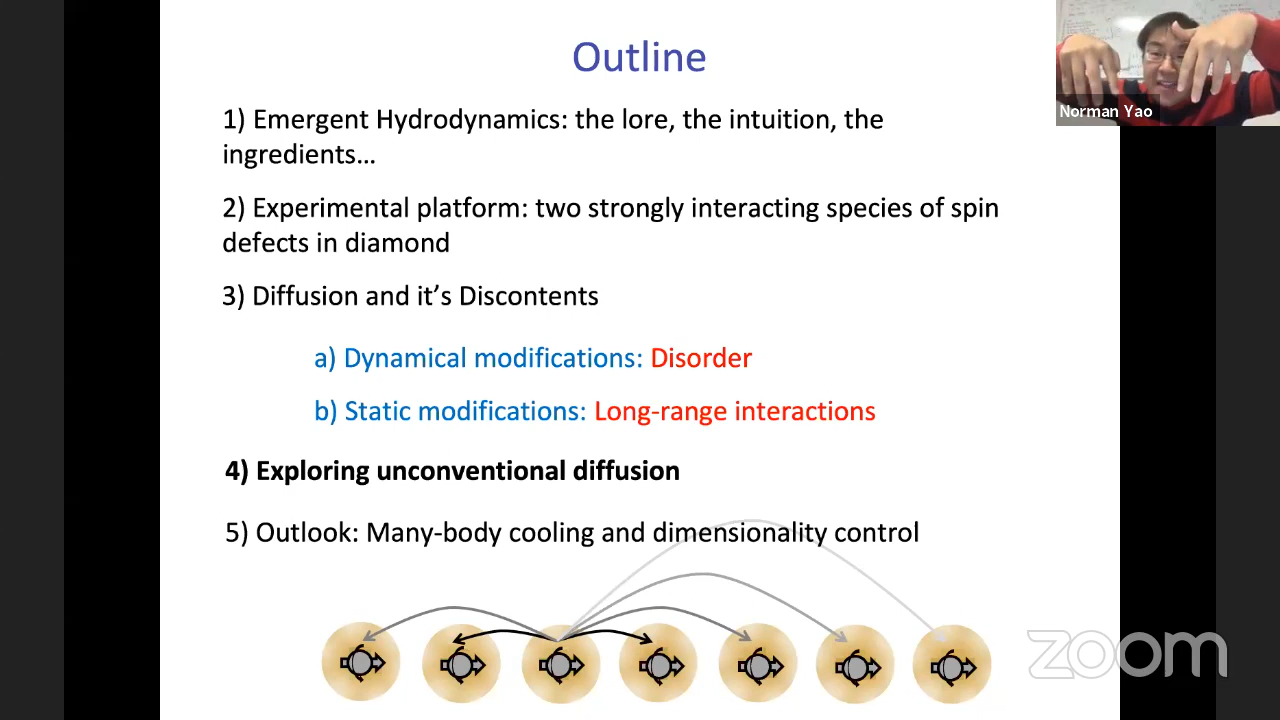 Outline
Norman Yao
1) Emergent Hydrodynamics: the lore, the intuition, the
ingredients…
2) Experimental platform: two strongly interacting species of spin
defects in diamond
3) Diffusion and it’s Discontents
a) Dynamical modifications: Disorder
b) Static modifications: Long-range interactions
4) Exploring unconventional diffusion
5) Outlook: Many-body cooling and dimensionality control
zoom